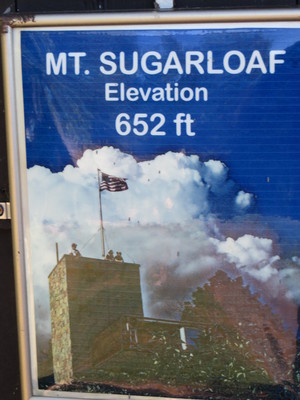 MT. SUGARLOAF
Elevation
652 ft